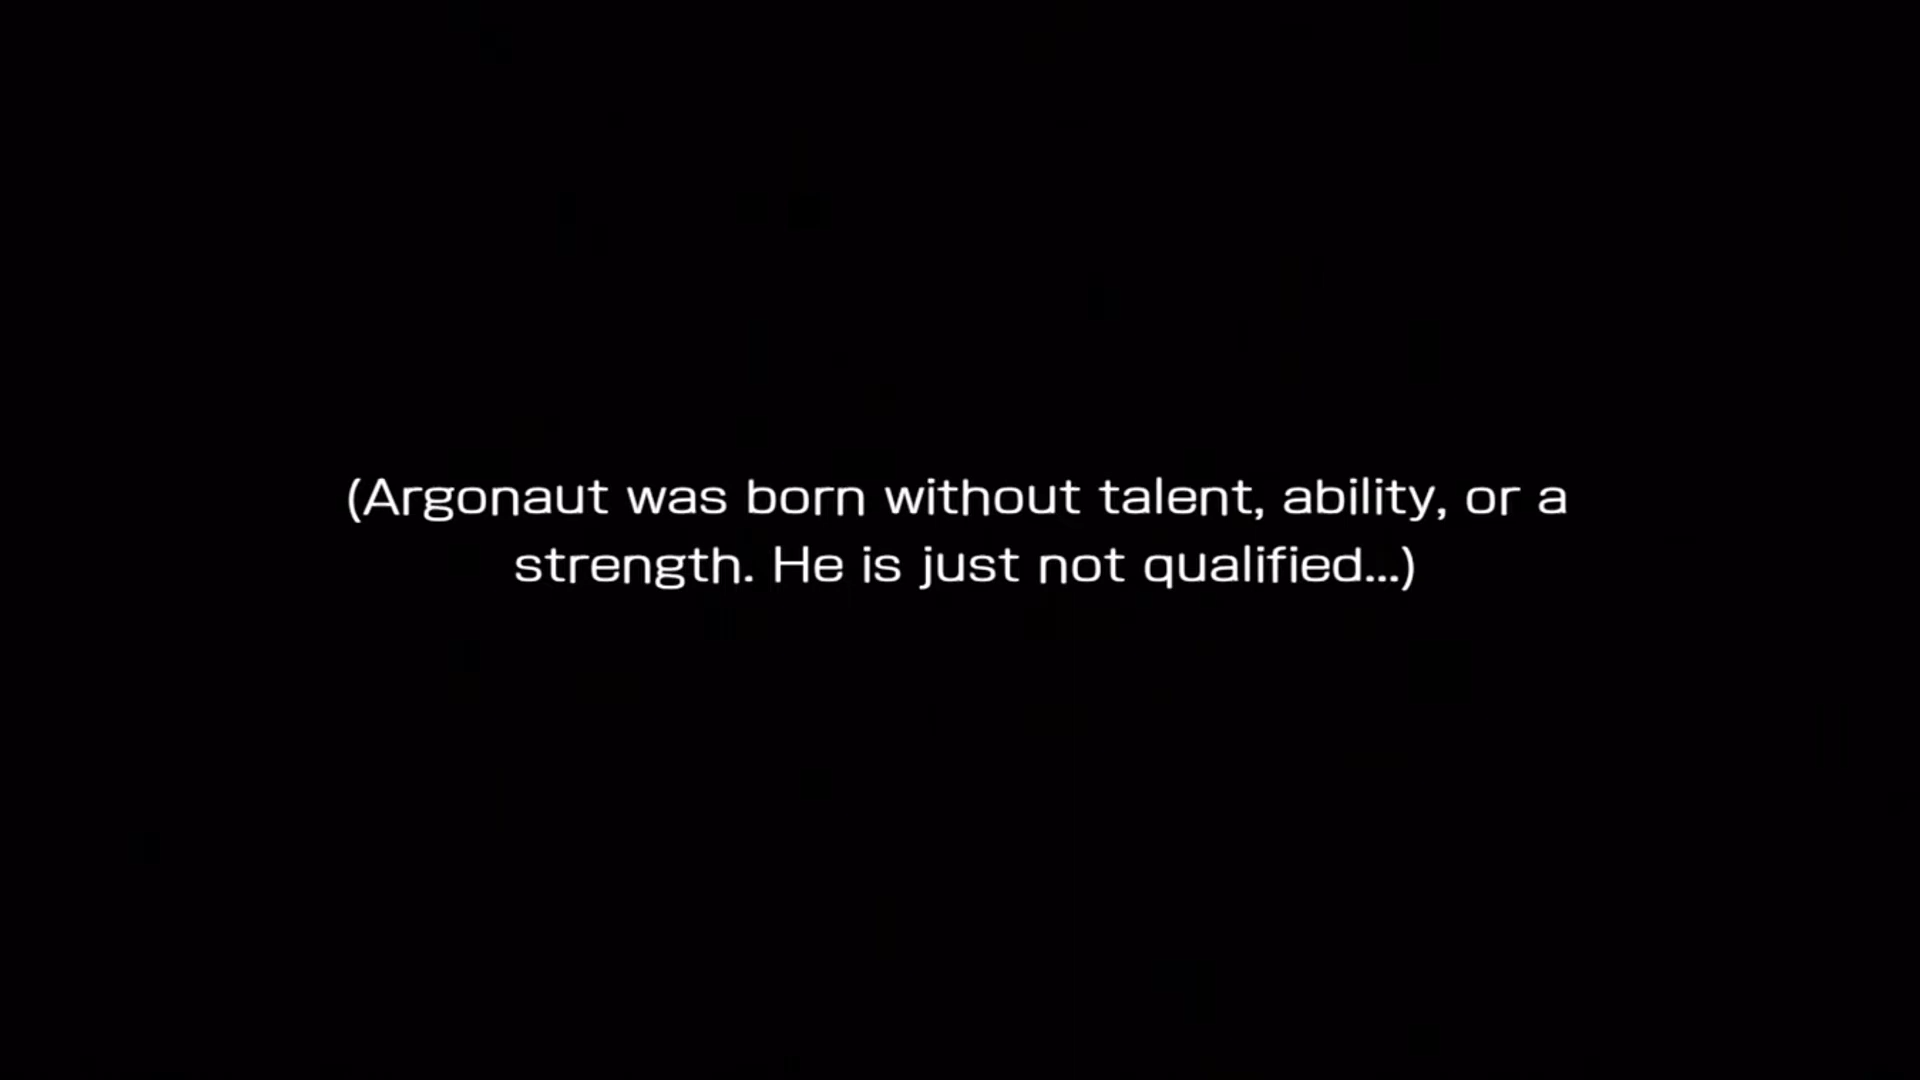 (Argonaut was born without talent, ability, or a
strength. He is just not qualified...)